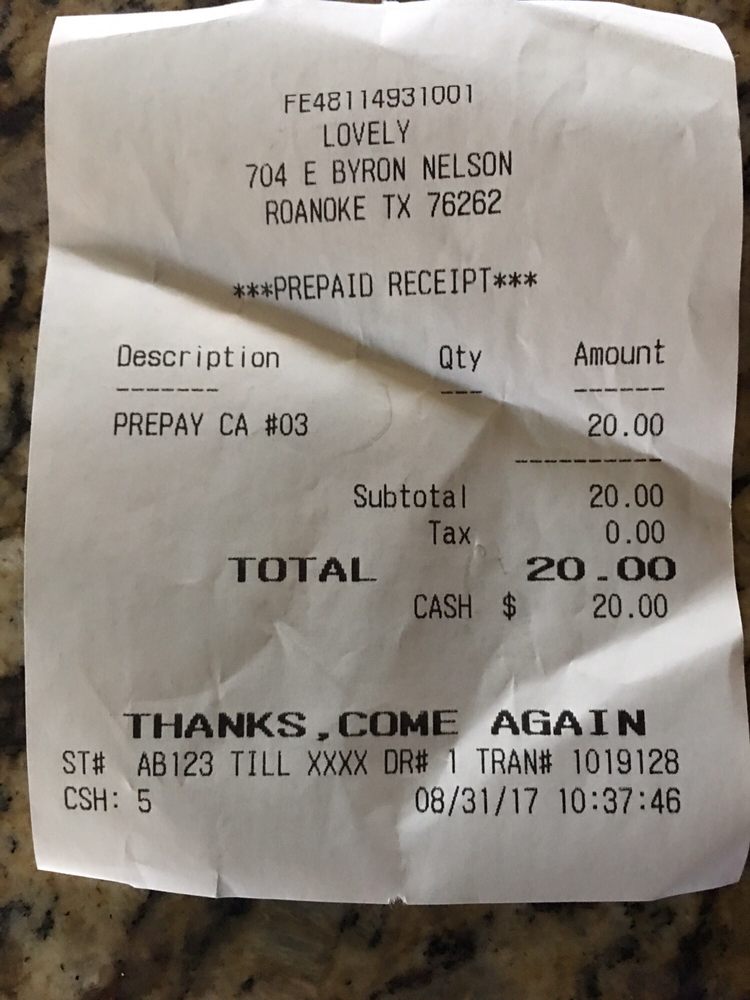 FE48114931001
LOVELY
704 E BYRON NELSON
ROANOKE TX 76262
***PREPAID RECEIPT***
Description Qty Amount
------- --- ------
PREPAY CA #03 20.00
----------
Subtotal 20.00
Tax 0.00
TOTAL 20.00
CASH $ 20.00
THANKS,COME AGAIN
ST# AB123 TILL XXXX DR# 1 TRAN# 1019128
CSH: 5 08/31/17 10:37:46